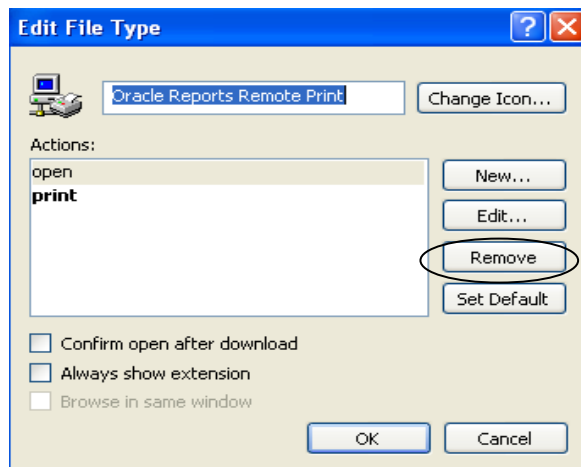 Edit File Type
Oracle Reports Remote Print
Change Icon...
Actions:
open
print
New...
Edit...
Remove
Set Default
Confirm open after download
Always show extension
Browse in same window
OK
Cancel